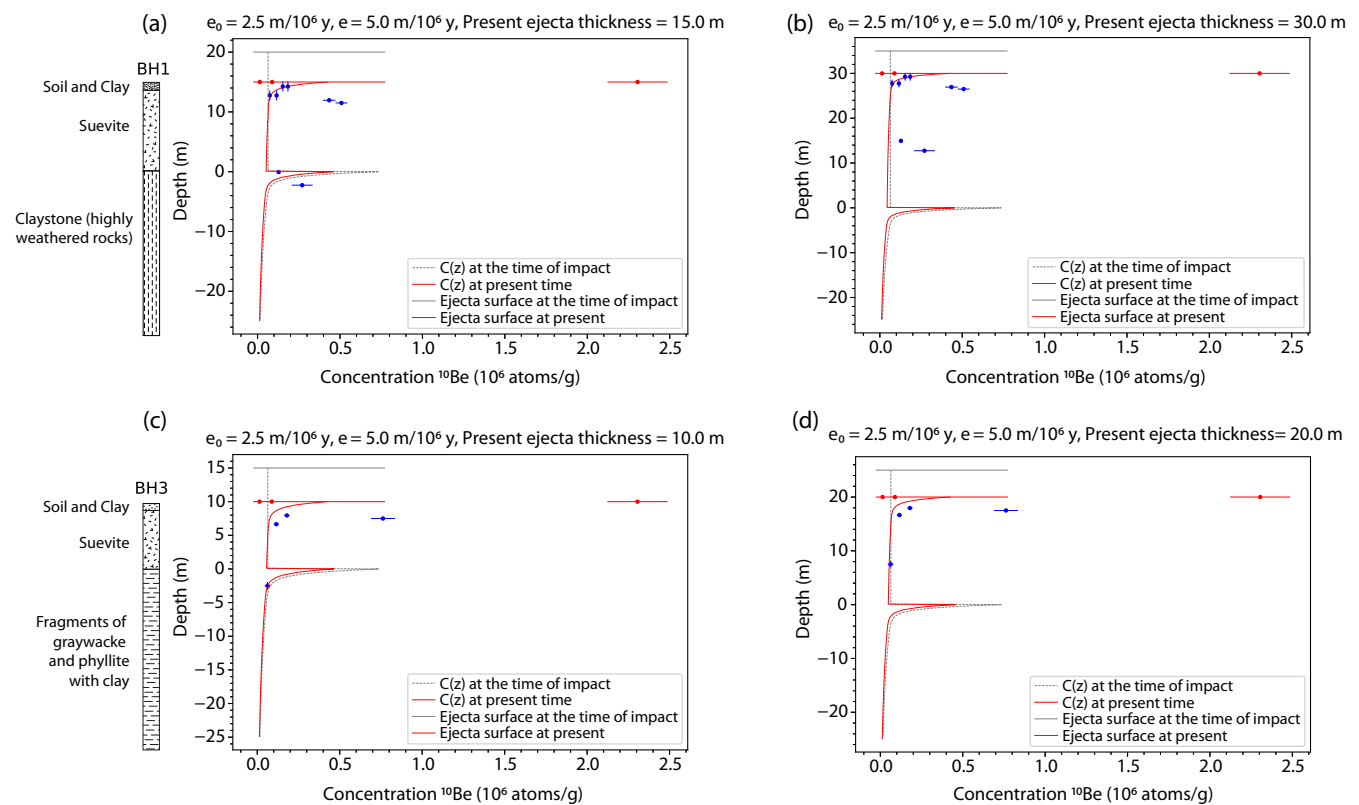 (a)
e₀ = 2.5 m/10⁶ y, e = 5.0 m/10⁶ y, Present ejecta thickness = 15.0 m
BH1
Soil and Clay
Suevite
Claystone (highly
weathered rocks)
Depth (m)
20
10
0
−10
−20
C(z) at the time of impact
C(z) at present time
Ejecta surface at the time of impact
Ejecta surface at present
0.0 0.5 1.0 1.5 2.0 2.5
Concentration ¹⁰Be (10⁶ atoms/g)
(b)
e₀ = 2.5 m/10⁶ y, e = 5.0 m/10⁶ y, Present ejecta thickness = 30.0 m
Depth (m)
30
20
10
0
−10
−20
C(z) at the time of impact
C(z) at present time
Ejecta surface at the time of impact
Ejecta surface at present
0.0 0.5 1.0 1.5 2.0 2.5
Concentration ¹⁰Be (10⁶ atoms/g)
(c)
e₀ = 2.5 m/10⁶ y, e = 5.0 m/10⁶ y, Present ejecta thickness = 10.0 m
BH3
Soil and Clay
Suevite
Fragments of
graywacke
and phyllite
with clay
Depth (m)
15
10
5
0
−5
−10
−15
−20
−25
C(z) at the time of impact
C(z) at present time
Ejecta surface at the time of impact
Ejecta surface at present
0.0 0.5 1.0 1.5 2.0 2.5
Concentration ¹⁰Be (10⁶ atoms/g)
(d)
e₀ = 2.5 m/10⁶ y, e = 5.0 m/10⁶ y, Present ejecta thickness= 20.0 m
Depth (m)
20
10
0
−10
−20
C(z) at the time of impact
C(z) at present time
Ejecta surface at the time of impact
Ejecta surface at present
0.0 0.5 1.0 1.5 2.0 2.5
Concentration ¹⁰Be (10⁶ atoms/g)